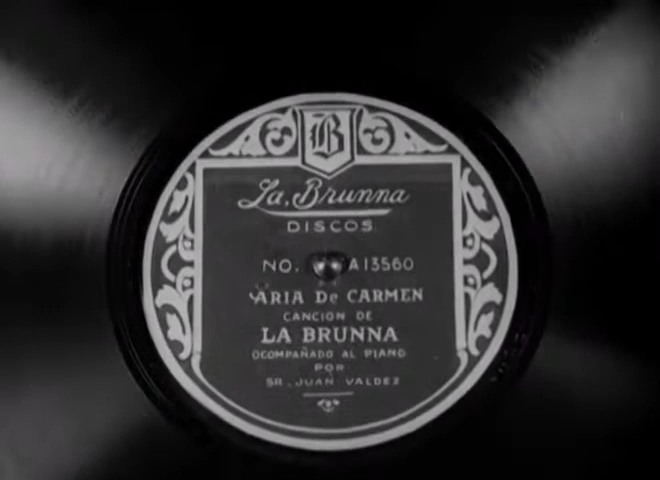 B
La Brunna
DISCOS
NO. A13560
ARIA De CARMEN
CANCION DE
LA BRUNNA
OCOMPAÑADO AL PIANO
POR
SR. JUAN VALDEZ